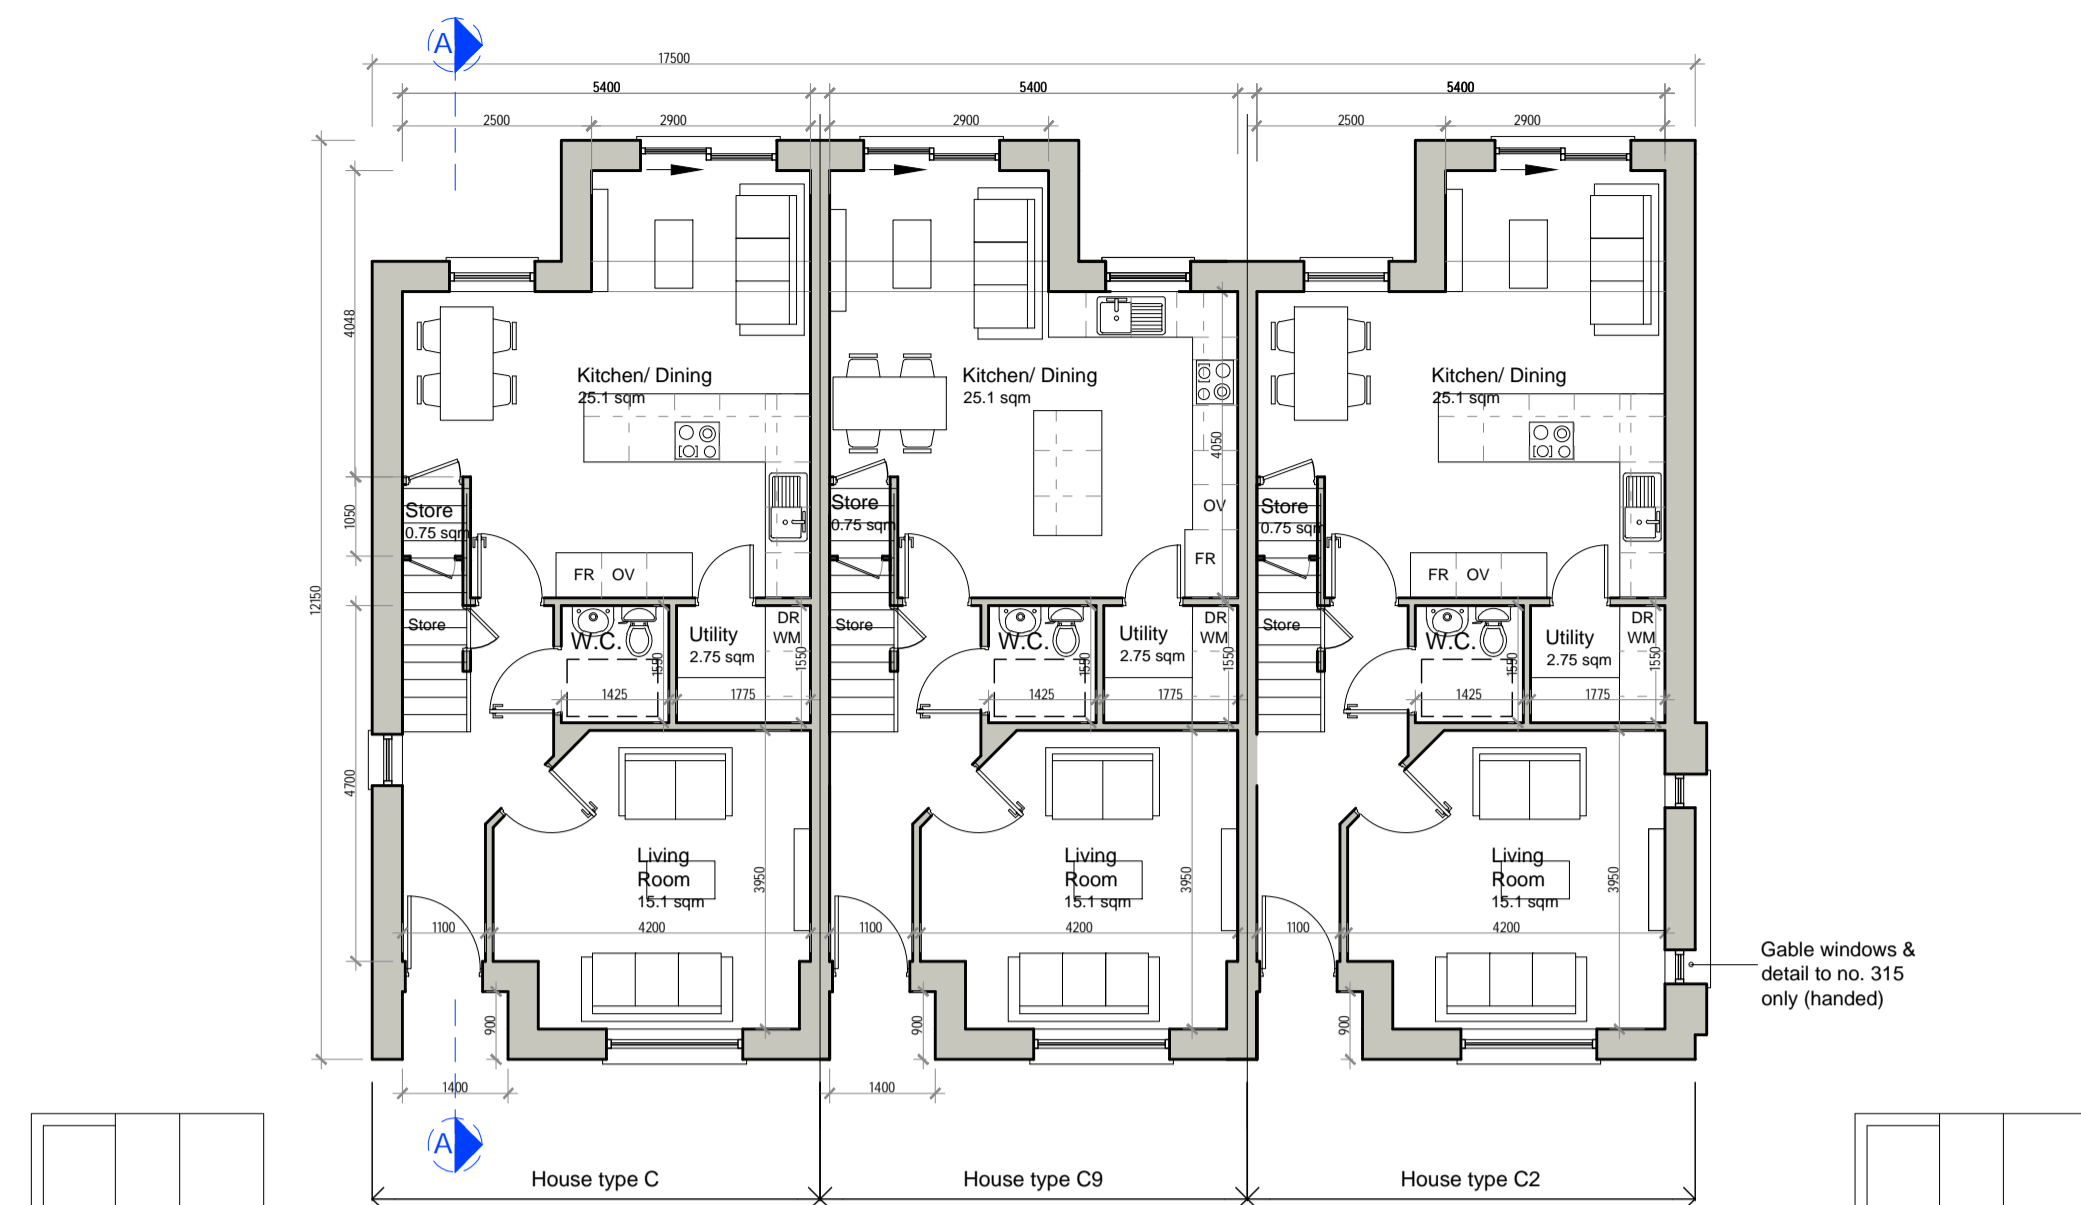 A
17500
5400
5400
5400
2500
2900
2900
2500
2900
Kitchen/ Dining
25.1 sqm
Kitchen/ Dining
25.1 sqm
Kitchen/ Dining
25.1 sqm
4048
4050
1050
12150
4700
Store
0.75 sqm
Store
0.75 sqm
Store
0.75 sqm
OV
FR
FR OV
FR OV
Store
Store
Store
W.C.
W.C.
W.C.
Utility
2.75 sqm
Utility
2.75 sqm
Utility
2.75 sqm
DR
WM
DR
WM
DR
WM
1550
1550
1550
1550
1550
1550
1425
1775
1425
1775
1425
1775
Living
Room
15.1 sqm
Living
Room
15.1 sqm
Living
Room
15.1 sqm
3950
3950
3950
1100
4200
1100
4200
1100
4200
Gable windows &
detail to no. 315
only (handed)
900
900
900
1400
1400
A
House type C
House type C9
House type C2